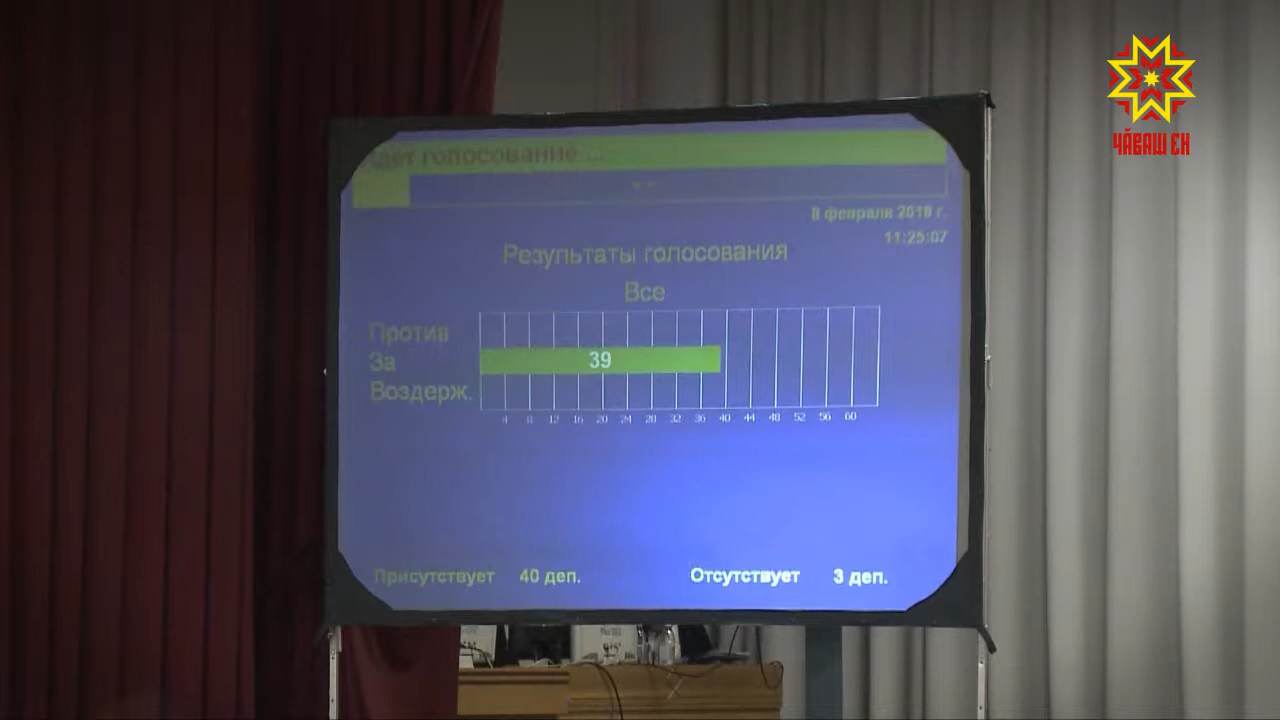 ЧӐВАШ ЕН
Идет голосование ...
8 февраля 2018 г.
11:25:07
Результаты голосования
Все
Против
За 39
Воздерж.
4 8 12 16 20 24 28 32 36 40 44 48 52 56 60
Присутствует 40 деп. Отсутствует 3 деп.